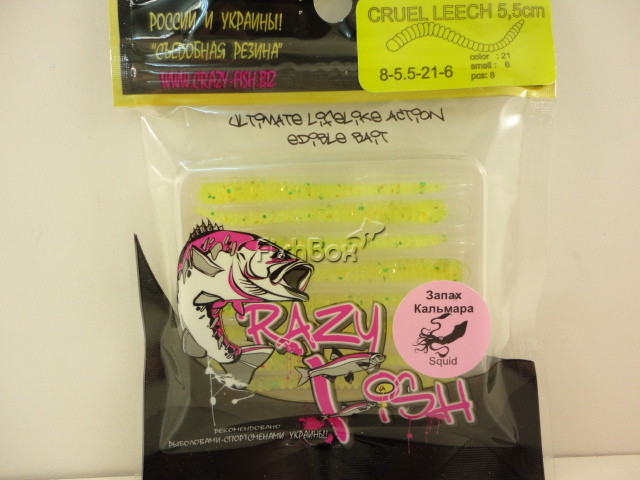 РОССИИ И УКРАИНЫ!
"СЪЕДОБНАЯ РЕЗИНА"
WWW.CRAZY-FISH.BIZ
CRUEL LEECH 5,5cm
color : 21
smell : 6
pcs: 8
8-5.5-21-6
ULTIMATE LIFELIKE ACTION
EDIBLE BAIT
FishBox
Запах
Кальмара
Squid
CRAZY
FISH
РЕКОМЕНДОВАНО
РЫБОЛОВАМИ-СПОРТСМЕНАМИ УКРАИНЫ!